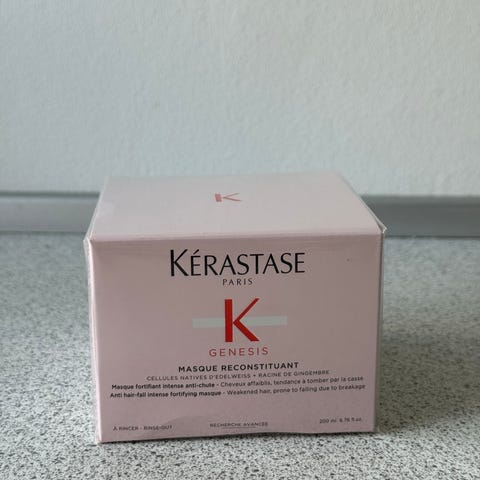 K
KÉRASTASE
PARIS
K
GENESIS
MASQUE RECONSTITUANT
CELLULES NATIVES D'EDELWEISS + RACINE DE GINGEMBRE
Masque fortifiant intense anti-chute - Cheveux affaiblis, tendance à tomber par la casse
Anti hair-fall intense fortifying masque - Weakened hair, prone to falling due to breakage
À RINCER - RINSE-OUT RECHERCHE AVANCÉE 200 ml 6.76 fl.oz.